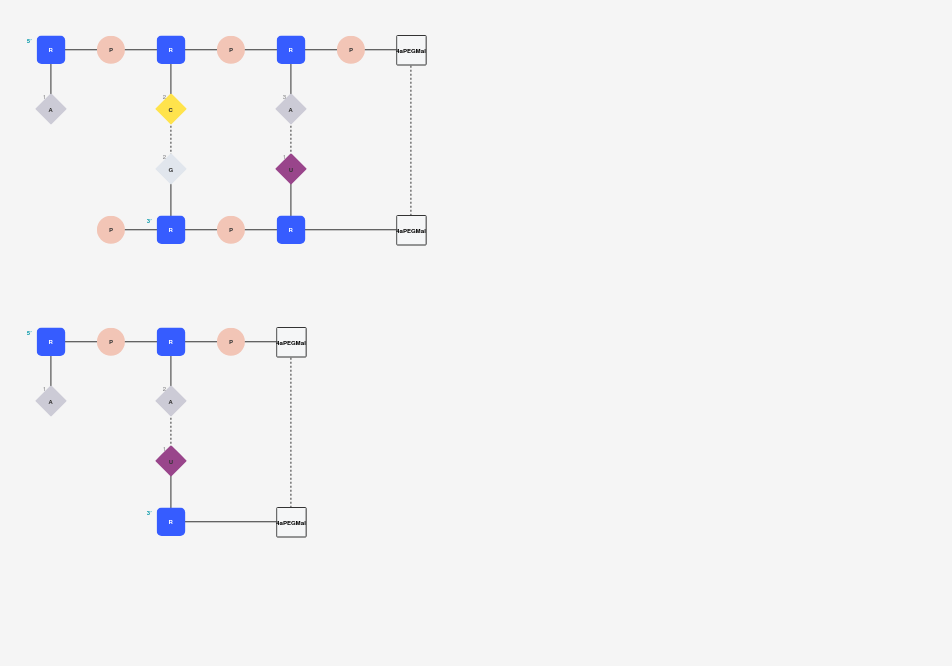 5' R P R P R P 4aPEGMal
1 A 2 C 3 A
2 G 1 U
P 3' R P R 4aPEGMal
5' R P R P 4aPEGMal
1 A 2 A
1 U
3' R 4aPEGMal